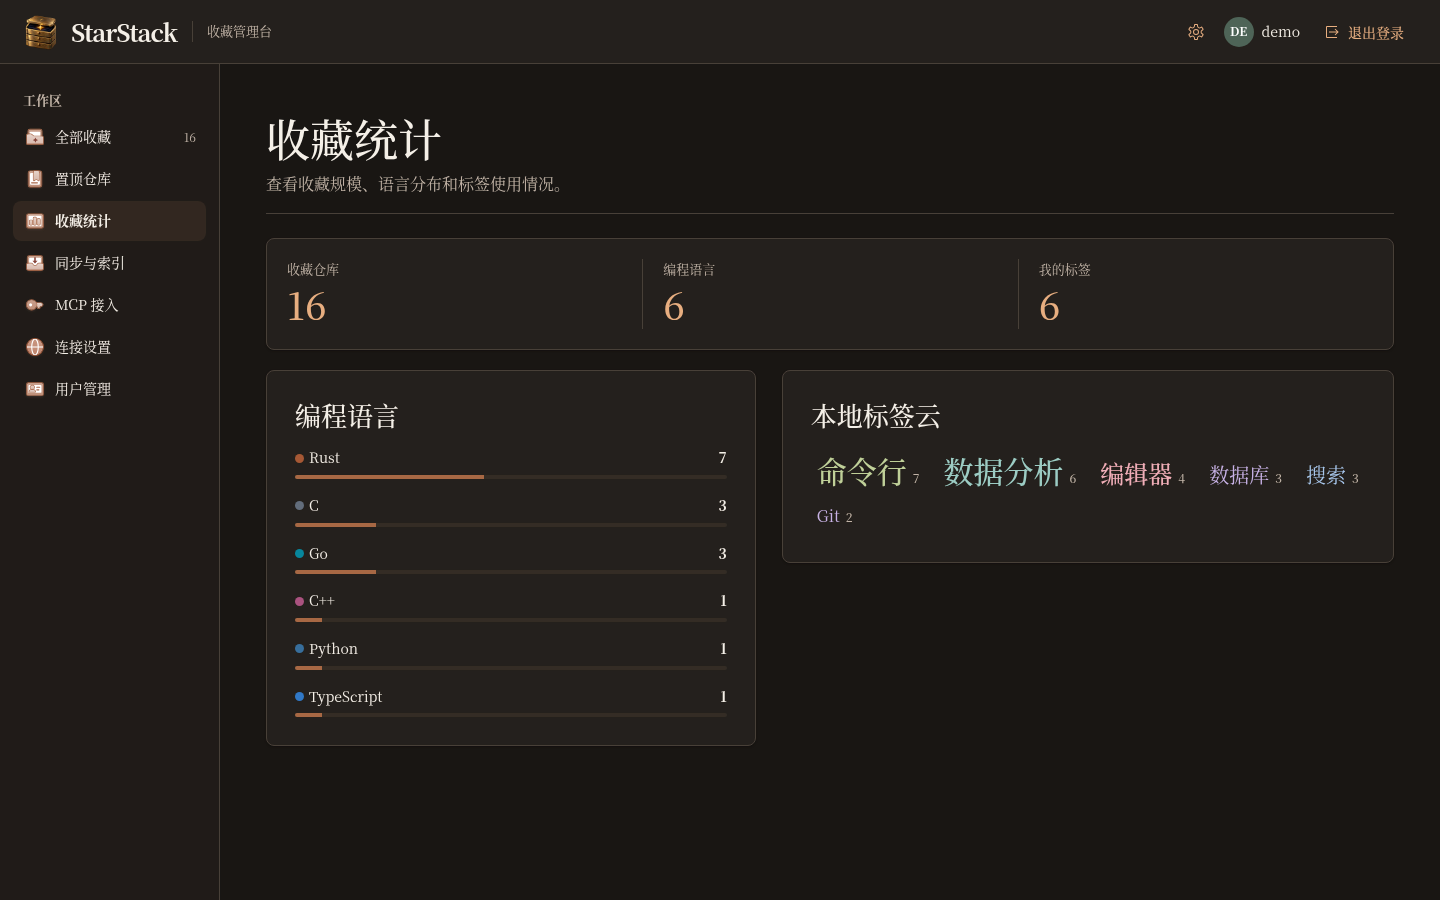 StarStack
收藏管理台
DE
demo
退出登录
工作区
全部收藏 16
置顶仓库
收藏统计
同步与索引
MCP 接入
连接设置
用户管理
收藏统计
查看收藏规模、语言分布和标签使用情况。
收藏仓库
16
编程语言
6
我的标签
6
编程语言
Rust 7
C 3
Go 3
C++ 1
Python 1
TypeScript 1
本地标签云
命令行 7 数据分析 6 编辑器 4 数据库 3 搜索 3
Git 2